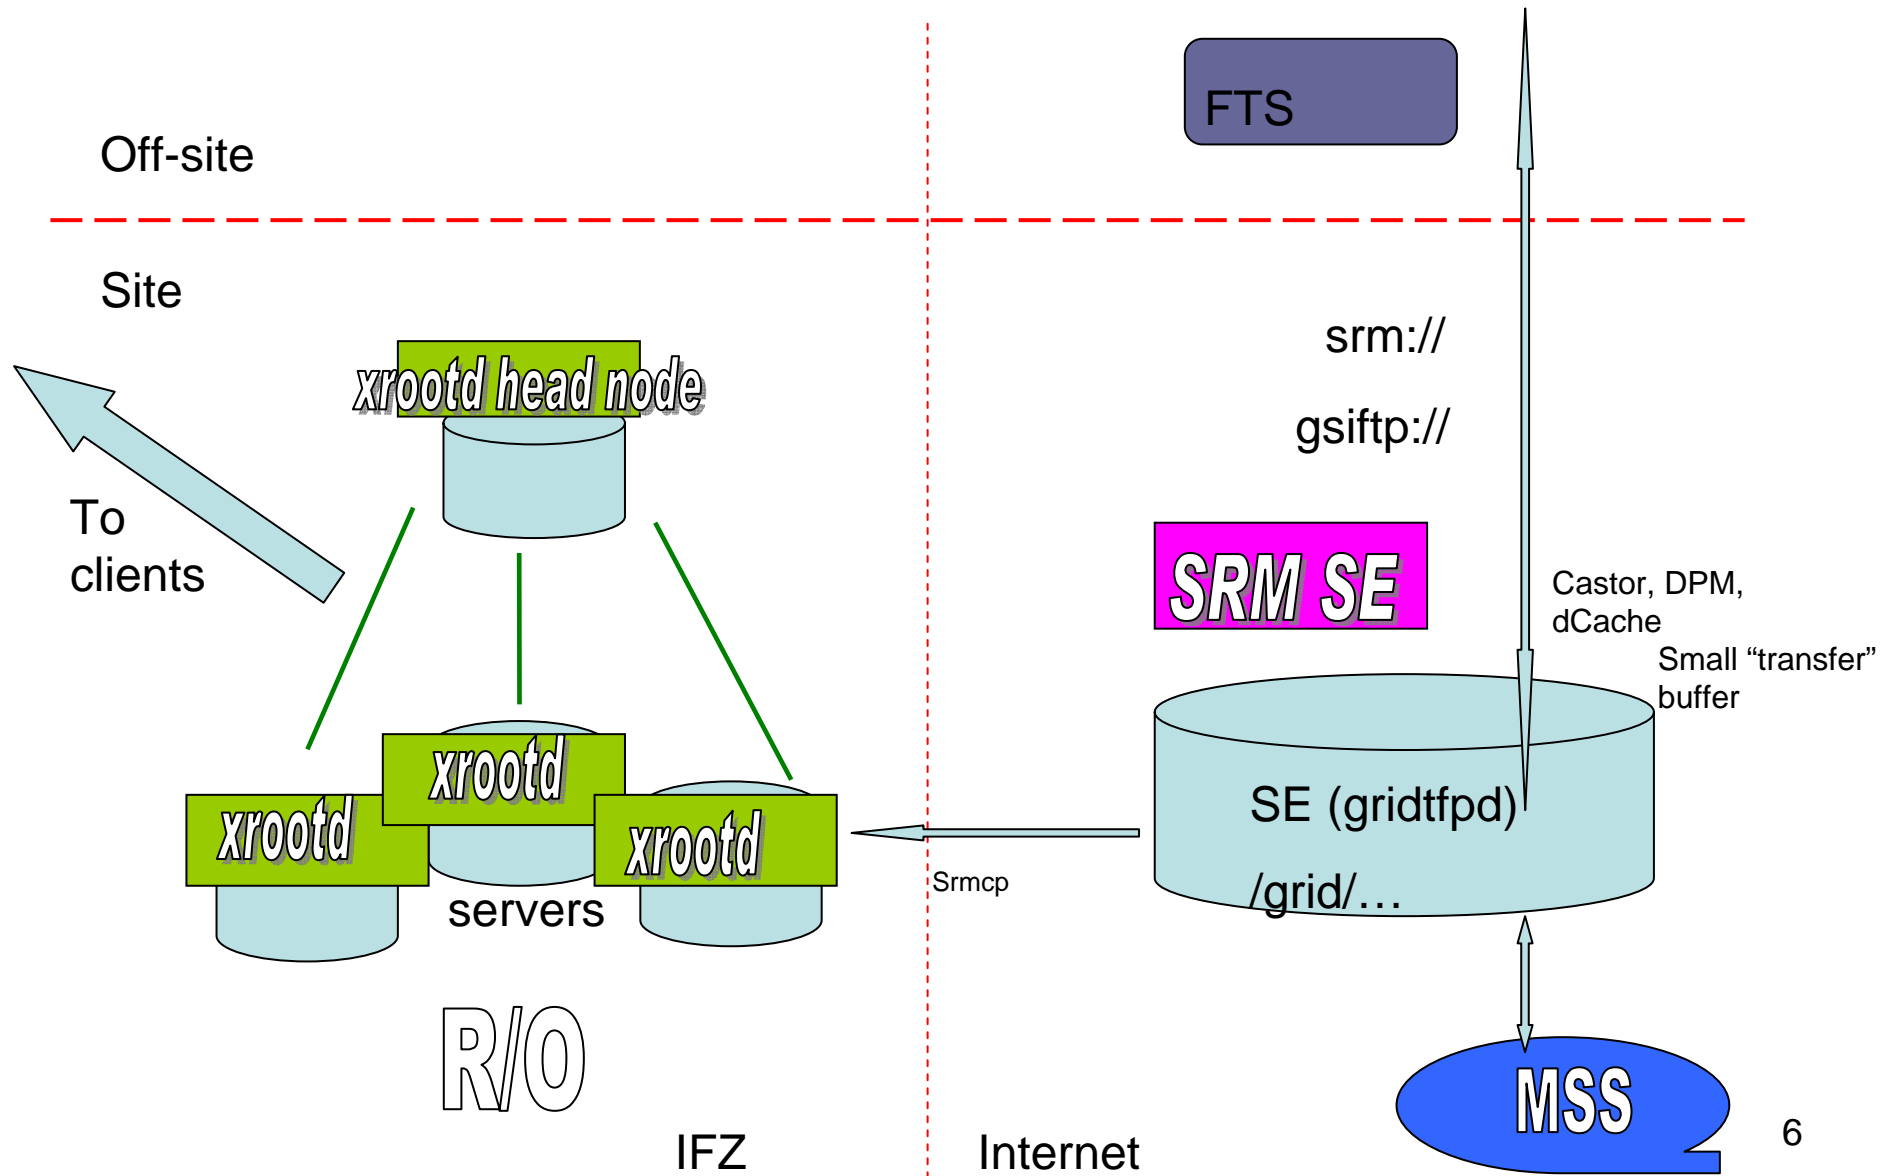 FTS
Off-site
Site
srm://
xrootd head node
gsiftp://
To
clients
SRM SE
Castor, DPM,
dCache
Small “transfer”
buffer
xrootd
xrootd
xrootd
SE (gridtfpd)
Srmcp
/grid/…
servers
R/O
MSS
IFZ
Internet
6